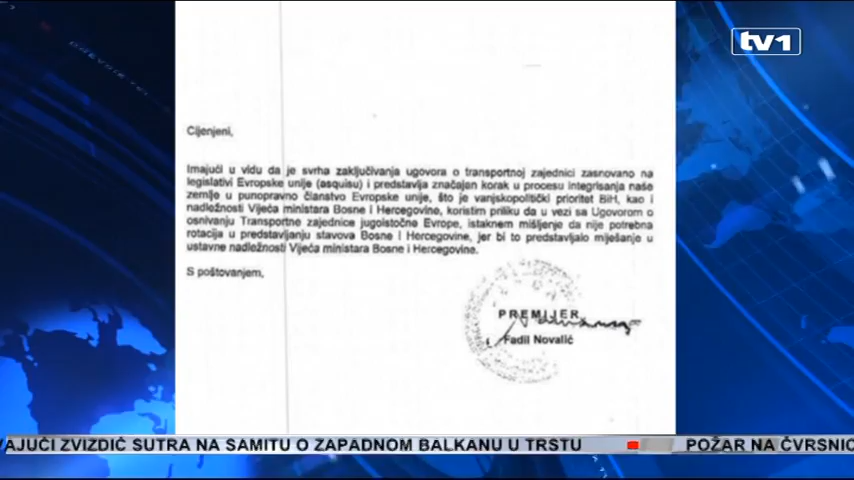 tv1
Cijenjeni,
Imajući u vidu da je svrha zaključivanja ugovora o transportnoj zajednici zasnovano na
legislativi Evropske unije (asquisu) i predstavlja značajan korak u procesu integrisanja naše
zemlje u punopravno članstvo Evropske unije, što je vanjskopolitički prioritet BiH, kao i
nadležnosti Vijeća ministara Bosne i Hercegovine, koristim priliku da u vezi sa Ugovorom o
osnivanju Transportne zajednice jugoistočne Evrope, istaknem mišljenje da nije potrebna
rotacija u predstavljanju stavova Bosne i Hercegovine, jer bi to predstavljalo miješanje u
ustavne nadležnosti Vijeća ministara Bosne i Hercegovine.
S poštovanjem,
PREMIJER
Fadil Novalić
VAJUĆI ZVIZDIĆ SUTRA NA SAMITU O ZAPADNOM BALKANU U TRSTU POŽAR NA ČVRSNIC